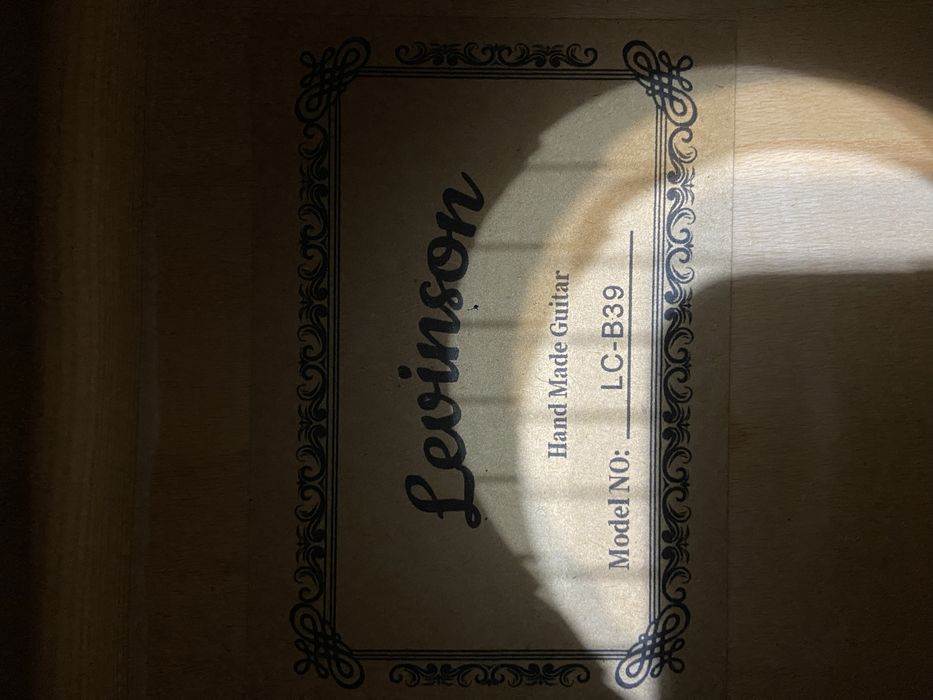 Levinson
Hand Made Guitar
Model NO: LC-B39